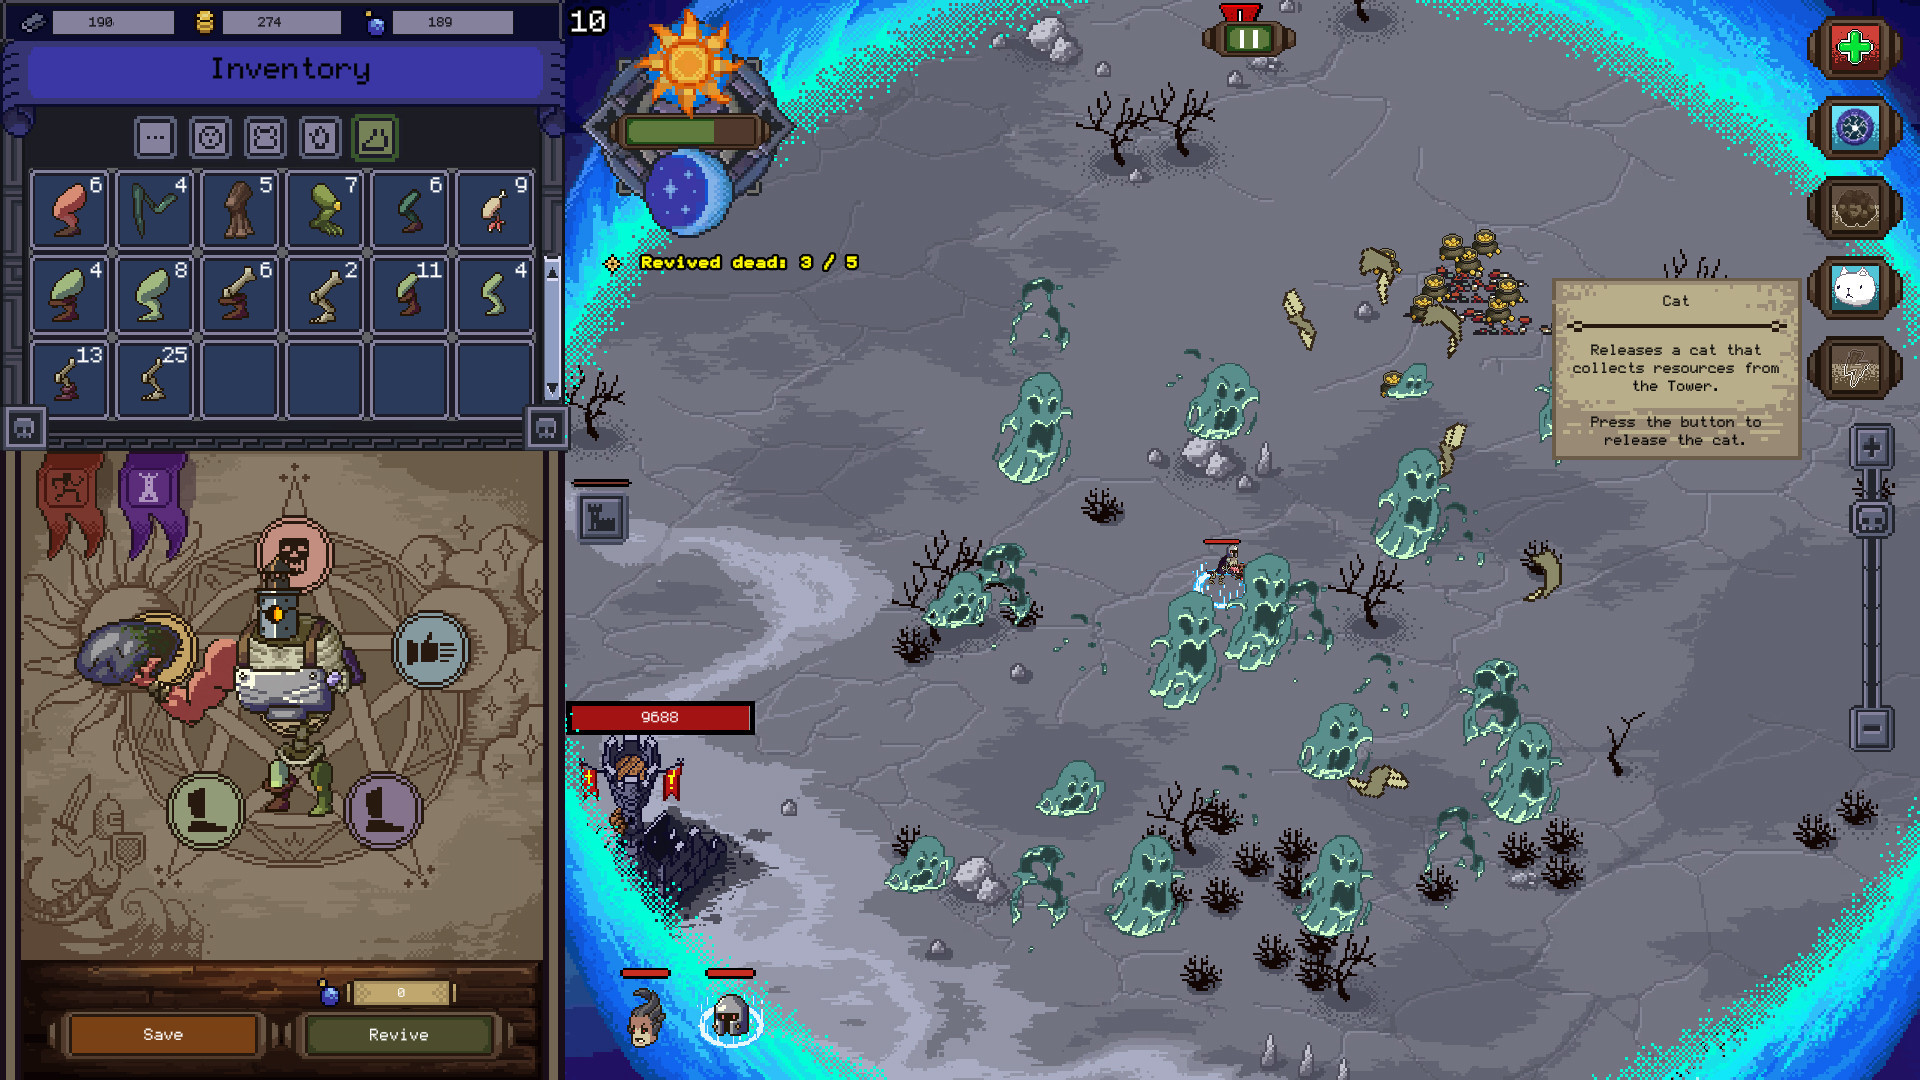 190
274
189
10
Inventory
6
4
5
7
6
9
4
8
6
2
11
4
13
25
Revived dead: 3 / 5
Cat
Releases a cat that
collects resources from
the Tower.
Press the button to
release the cat.
9688
0
Save
Revive